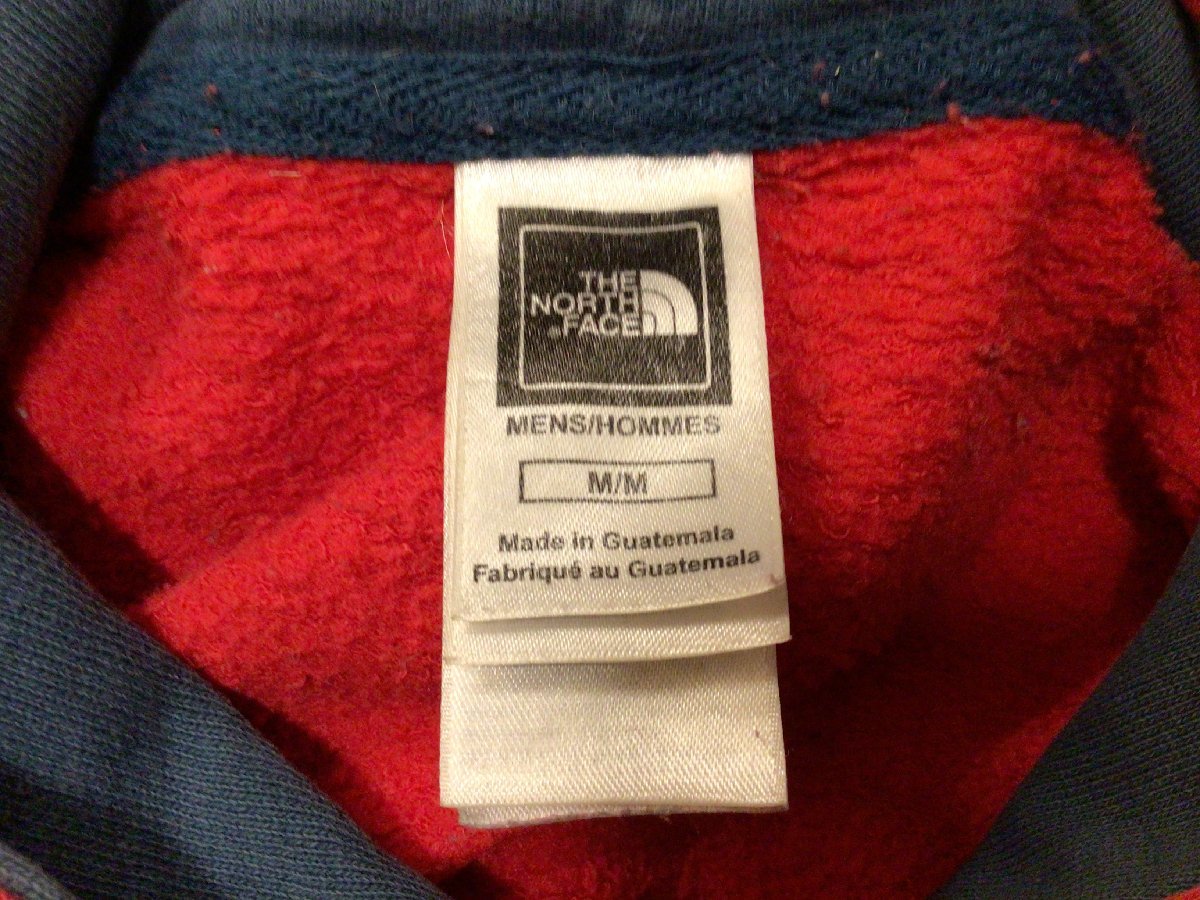 THE
NORTH
FACE
MENS/HOMMES
M/M
Made in Guatemala
Fabriqué au Guatemala